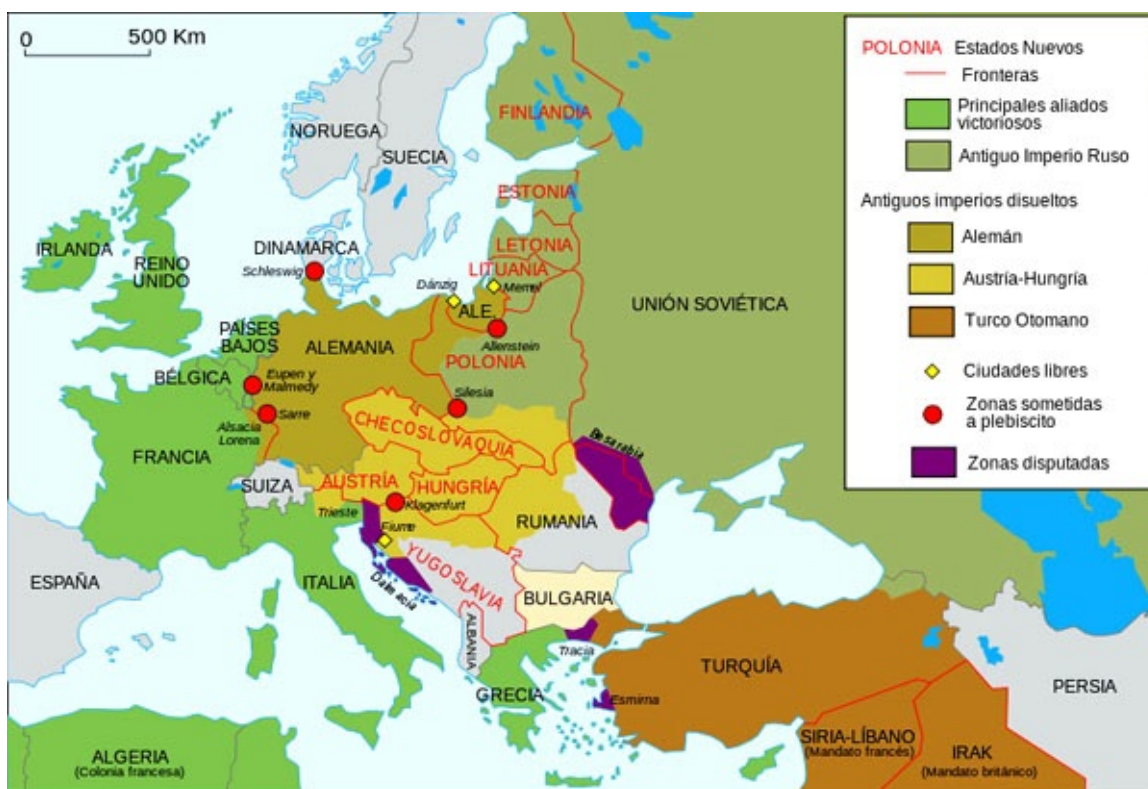 0 500 Km
NORUEGA
SUECIA
FINLANDIA
ESTONIA
LETONIA
LITUANIA
DINAMARCA
Schleswig
Dánzig
Memel
IRLANDA
REINO
UNIDO
PAÍSES
BAJOS
ALEMANIA
ALE.
Allenstein
POLONIA
UNIÓN SOVIÉTICA
BÉLGICA
Eupen y
Malmedy
Sarre
Silesia
Alsacia
Lorena
CHECOSLOVAQUIA
Besarabia
FRANCIA
SUIZA
AUSTRÍA
HUNGRÍA
Klagenfurt
Trieste
Fiume
RUMANIA
YUGOSLAVIA
Dalmacia
ESPAÑA
ITALIA
BULGARIA
ALBANIA
Tracia
GRECIA
Esmirna
TURQUÍA
PERSIA
ALGERIA
(Colonia francesa)
SIRIA-LÍBANO
(Mandato francés)
IRAK
(Mandato británico)
POLONIA Estados Nuevos
Fronteras
Principales aliados
victoriosos
Antiguo Imperio Ruso
Antiguos imperios disueltos
Alemán
Austría-Hungría
Turco Otomano
Ciudades libres
Zonas sometidas
a plebiscito
Zonas disputadas